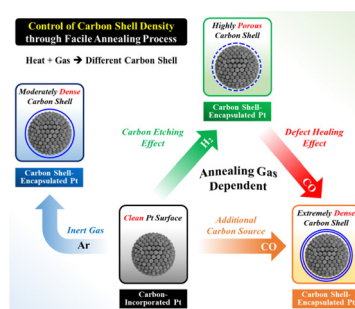 Control of Carbon Shell Density
through Facile Annealing Process
Heat + Gas → Different Carbon Shell
Highly Porous
Carbon Shell
Carbon Shell-
Encapsulated Pt
Moderately Dense
Carbon Shell
Carbon Shell-
Encapsulated Pt
Carbon Etching
Effect
H2
Defect Healing
Effect
CO
Annealing Gas
Dependent
Inert Gas
Ar
Clean Pt Surface
Carbon-
Incorporated Pt
Additional
Carbon Source
CO
Extremely Dense
Carbon Shell
Carbon Shell-
Encapsulated Pt